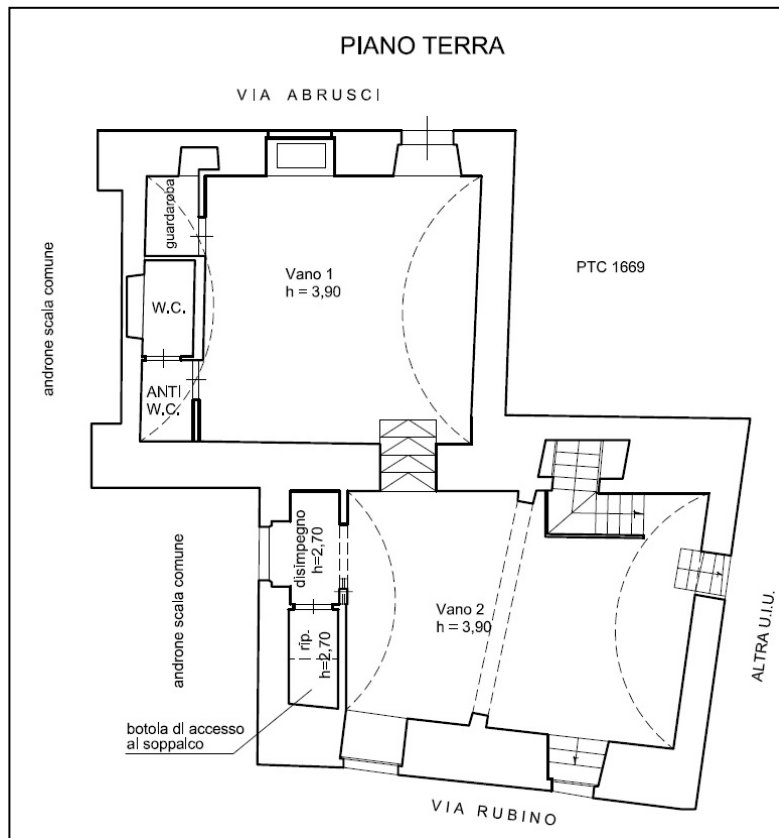 PIANO TERRA
VIA ABRUSCI
guardaroba
Vano 1
h = 3,90
PTC 1669
androne scala comune
W.C.
ANTI
W.C.
disimpegno
h=2,70
androne scala comune
Vano 2
h = 3,90
rip.
h=2,70
ALTRA U.I.U.
botola di accesso
al soppalco
VIA RUBINO